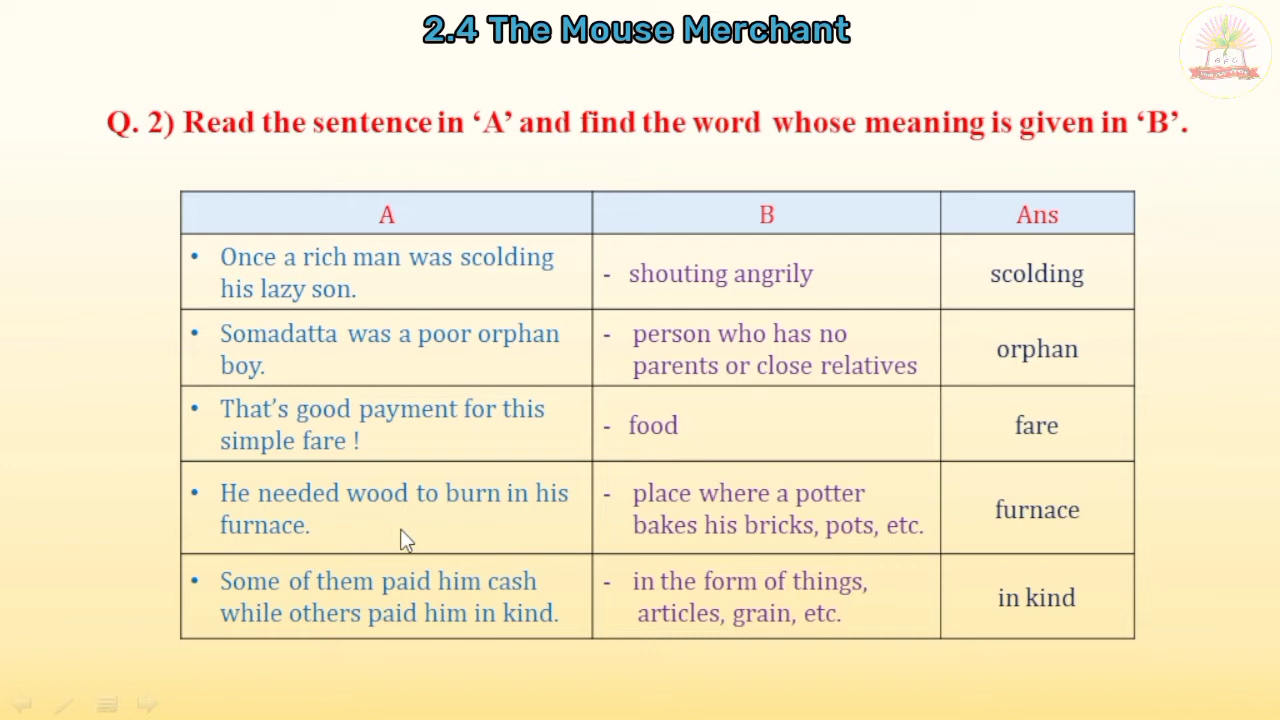 2.4 The Mouse Merchant
Q. 2) Read the sentence in ‘A’ and find the word whose meaning is given in ‘B’.
A B Ans
• Once a rich man was scolding
his lazy son.
- shouting angrily
scolding
• Somadatta was a poor orphan
boy.
- person who has no
parents or close relatives
orphan
• That’s good payment for this
simple fare !
- food
fare
• He needed wood to burn in his
furnace.
- place where a potter
bakes his bricks, pots, etc.
furnace
• Some of them paid him cash
while others paid him in kind.
- in the form of things,
articles, grain, etc.
in kind